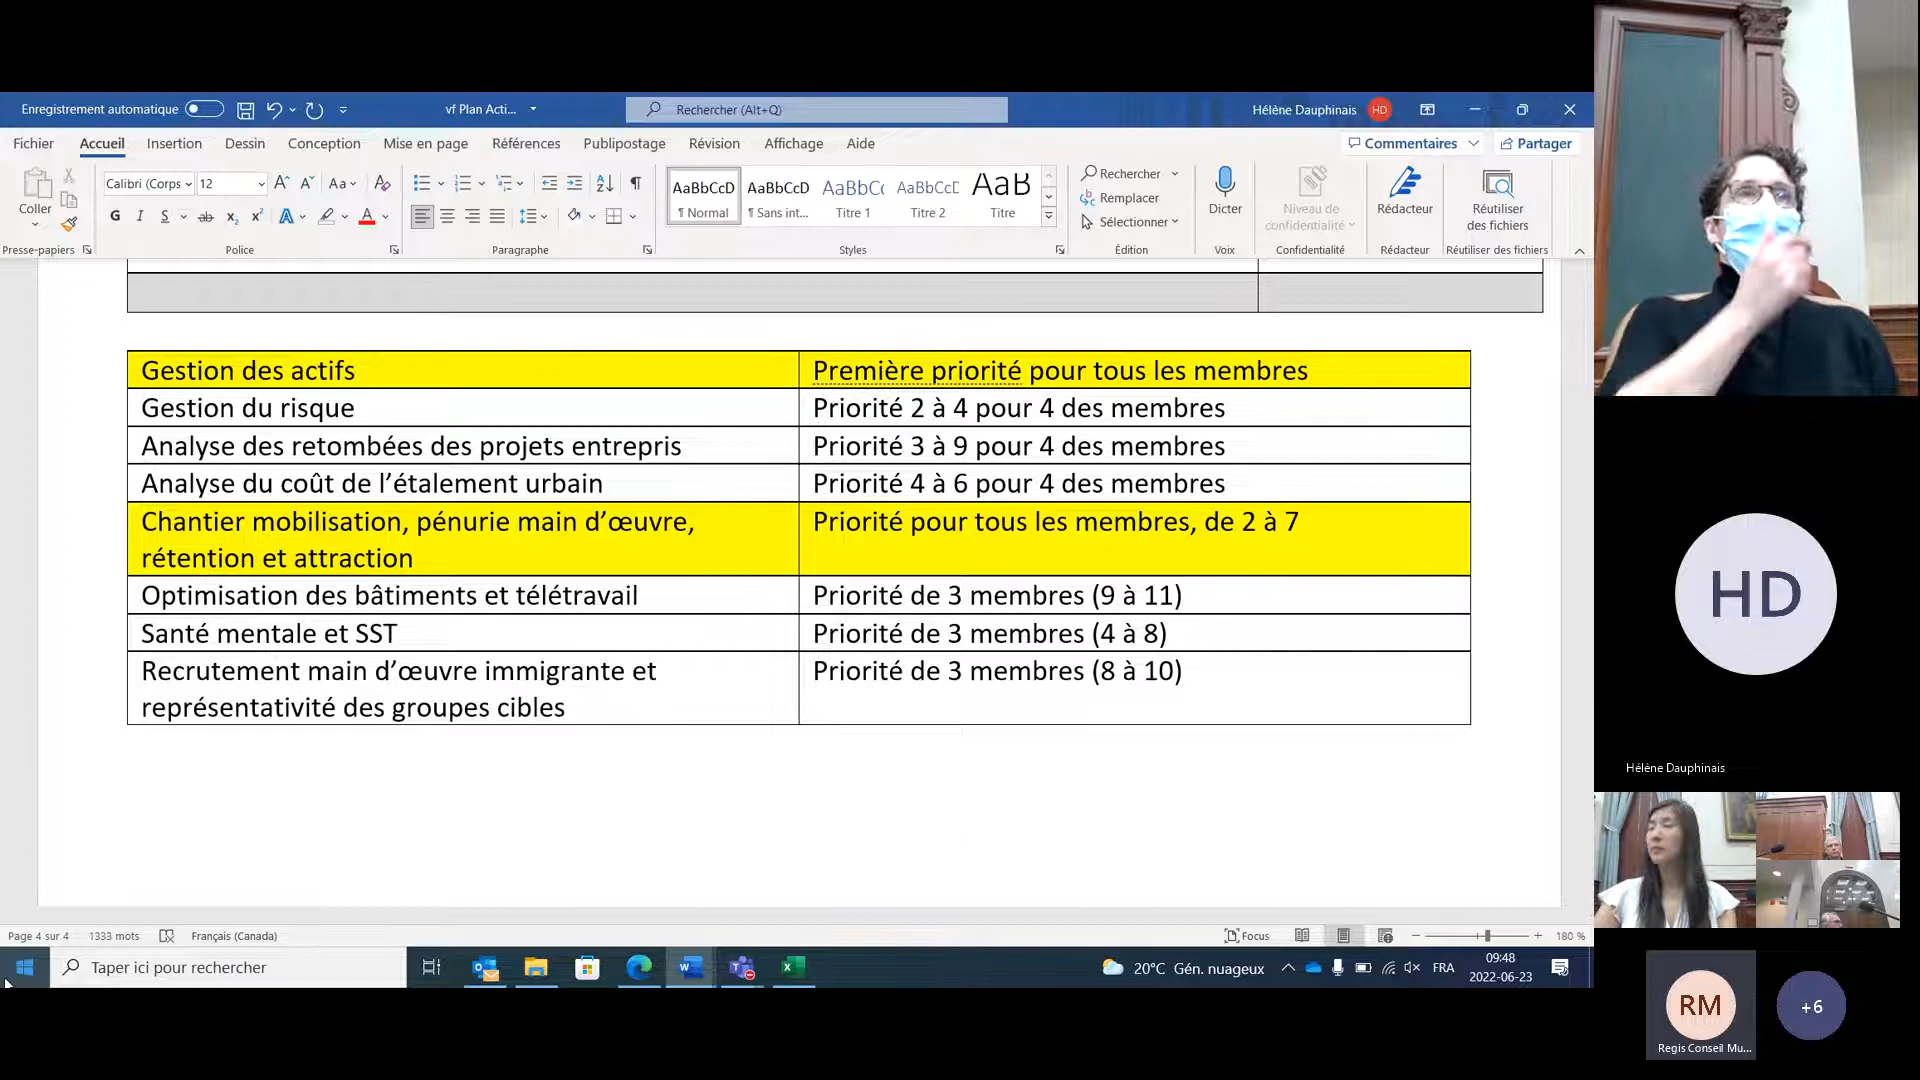 Enregistrement automatique
vf Plan Acti...
Rechercher (Alt+Q)
Hélène Dauphinais
HD
Fichier
Accueil
Insertion
Dessin
Conception
Mise en page
Références
Publipostage
Révision
Affichage
Aide
Commentaires
Partager
Coller
Presse-papiers
Calibri (Corps
12
G I S ab x₂ x²
Police
Paragraphe
AaBbCcD
¶ Normal
AaBbCcD
¶ Sans int...
AaBbCc
Titre 1
AaBbCcD
Titre 2
AaB
Titre
Styles
Rechercher
Remplacer
Sélectionner
Édition
Dicter
Voix
Niveau de
confidentialité
Confidentialité
Rédacteur
Rédacteur
Réutiliser
des fichiers
Réutiliser des fichiers
Gestion des actifs
Première priorité pour tous les membres
Gestion du risque
Priorité 2 à 4 pour 4 des membres
Analyse des retombées des projets entrepris
Priorité 3 à 9 pour 4 des membres
Analyse du coût de l’étalement urbain
Priorité 4 à 6 pour 4 des membres
Chantier mobilisation, pénurie main d’œuvre,
rétention et attraction
Priorité pour tous les membres, de 2 à 7
Optimisation des bâtiments et télétravail
Priorité de 3 membres (9 à 11)
Santé mentale et SST
Priorité de 3 membres (4 à 8)
Recrutement main d’œuvre immigrante et
représentativité des groupes cibles
Priorité de 3 membres (8 à 10)
Page 4 sur 4
1333 mots
Français (Canada)
Focus
180 %
Taper ici pour rechercher
20°C Gén. nuageux
FRA
09:48
2022-06-23
HD
Hélène Dauphinais
RM
Regis Conseil Mu...
+6